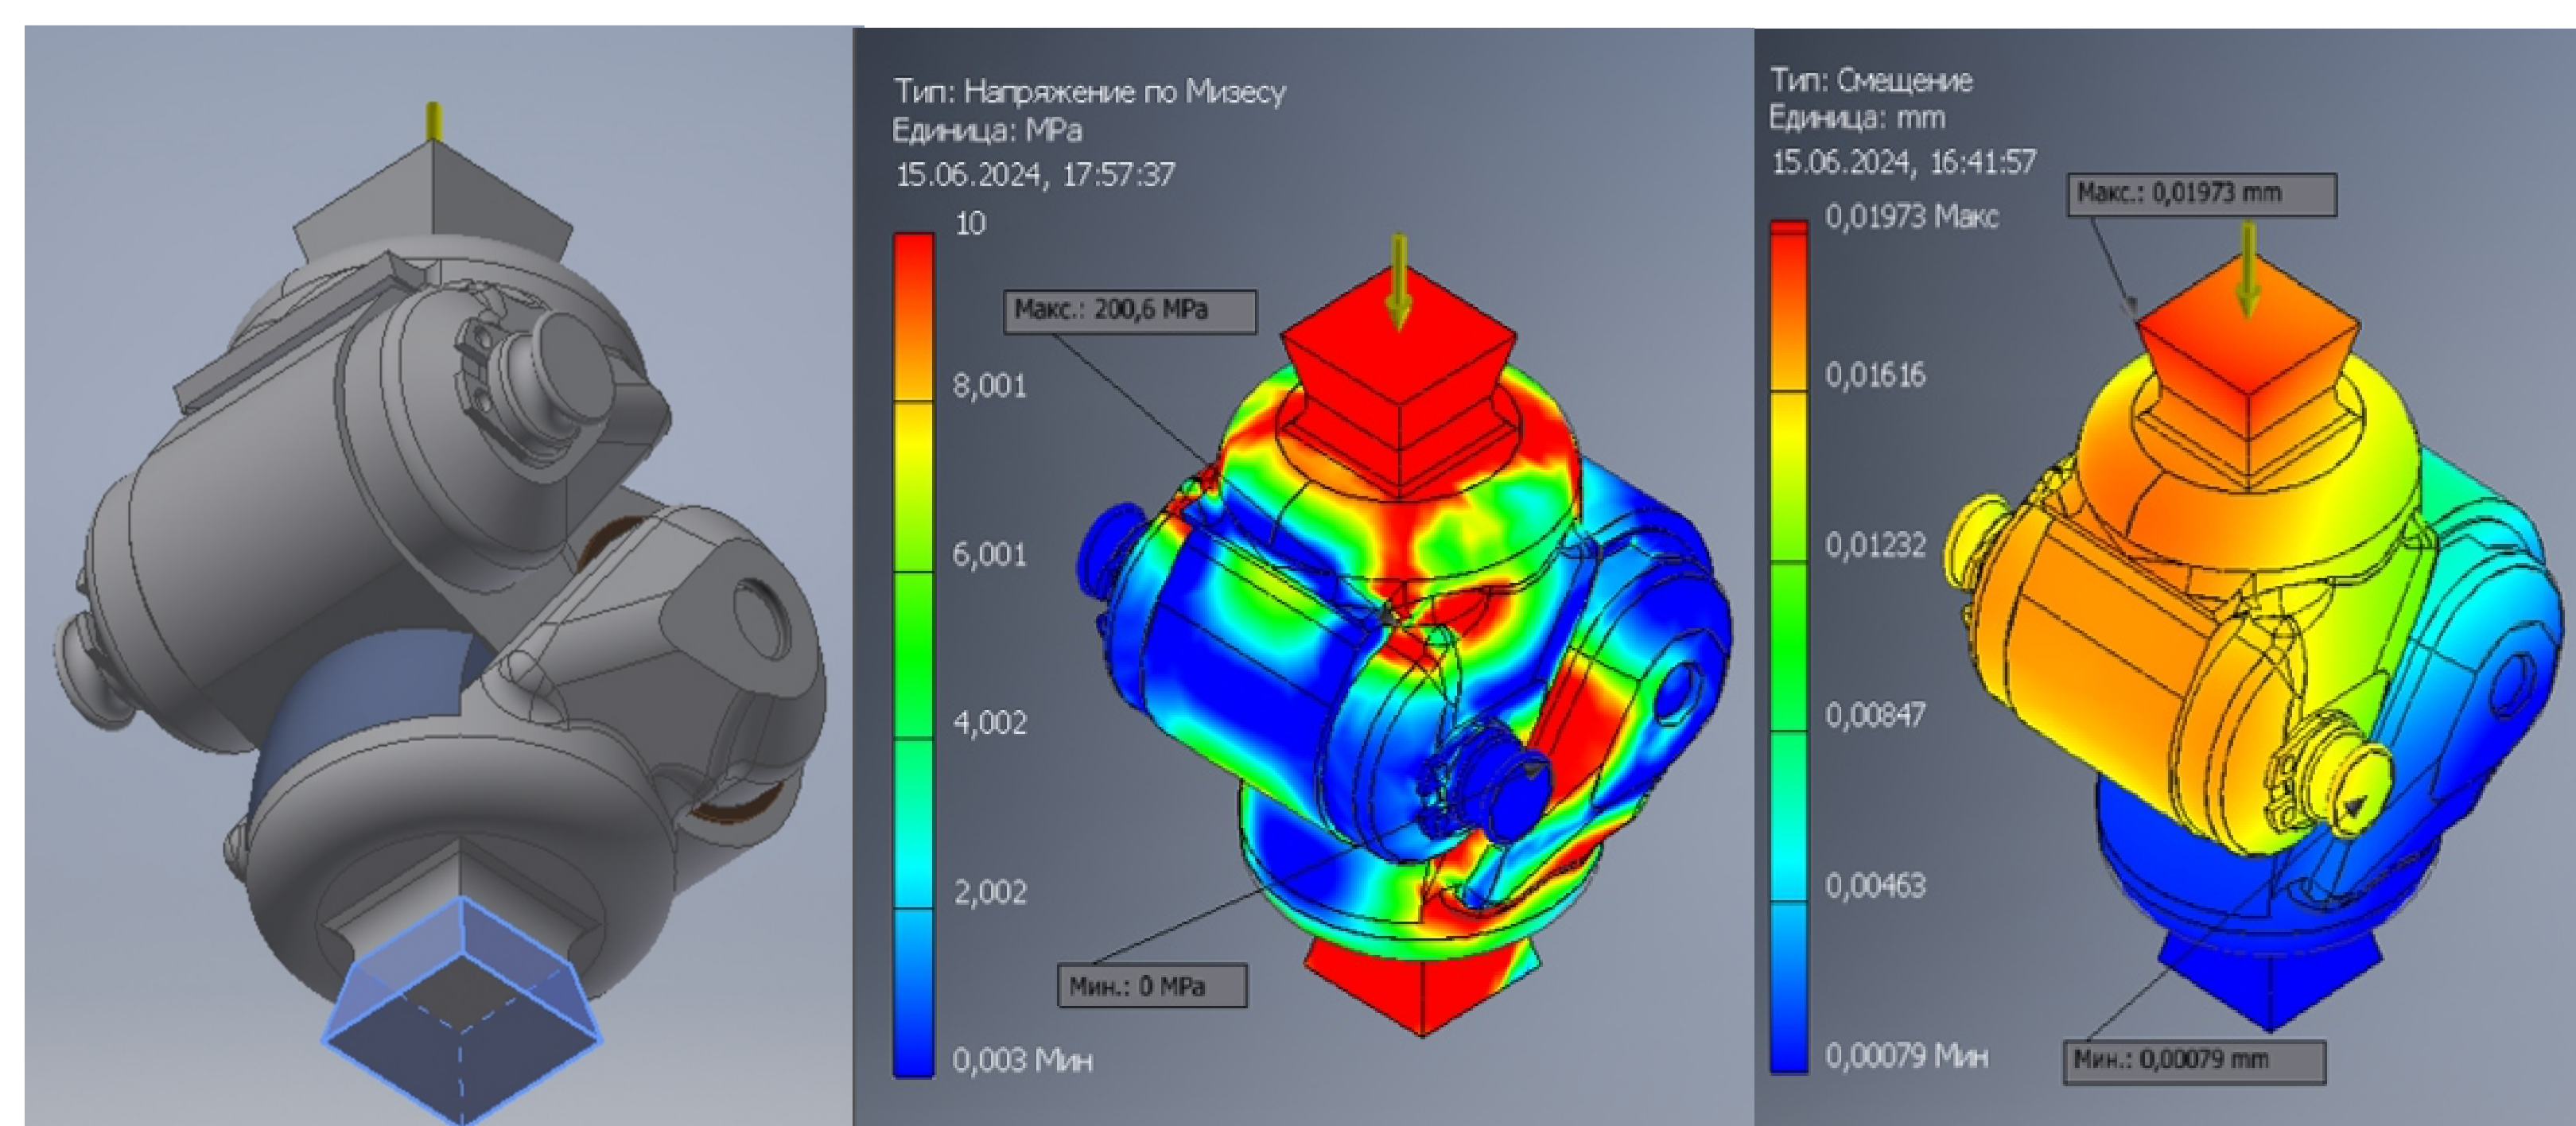 Тип: Напряжение по Мизесу
Единица: MPa
15.06.2024, 17:57:37
10
Макс.: 200,6 MPa
8,001
6,001
4,002
2,002
Мин.: 0 MPa
0,003 Мин
Тип: Смещение
Единица: mm
15.06.2024, 16:41:57
Макс.: 0,01973 mm
0,01973 Макс
0,01616
0,01232
0,00847
0,00463
0,00079 Мин
Мин.: 0,00079 mm